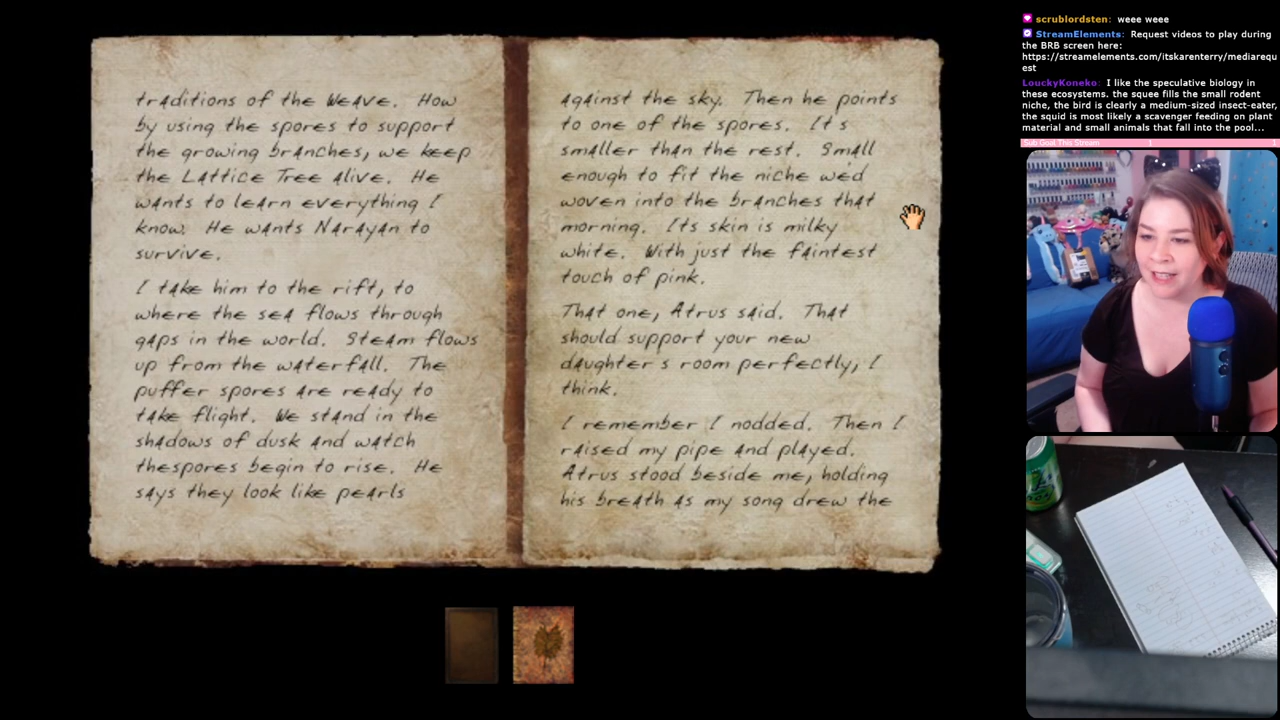 traditions of the Weave. How
by using the spores to support
the growing branches, we keep
the Lattice Tree alive. He
wants to learn everything I
know. He wants Narayan to
survive.
I take him to the rift, to
where the sea flows through
gaps in the world. Steam flows
up from the waterfall. The
puffer spores are ready to
take flight. We stand in the
shadows of dusk and watch
thespores begin to rise. He
says they look like pearls
against the sky. Then he points
to one of the spores. It s
smaller than the rest. Small
enough to fit the niche we d
woven into the branches that
morning. Its skin is milky
white. With just the faintest
touch of pink.
That one, Atrus said. That
should support your new
daughter s room perfectly, I
think.
I remember I nodded. Then I
raised my pipe and played.
Atrus stood beside me, holding
his breath as my song drew the
scrublordsten: weee weee
StreamElements: Request videos to play during
the BRB screen here:
https://streamelements.com/itskarenterry/mediarequ
est
LouckyKoneko: I like the speculative biology in
these ecosystems. the squee fills the small rodent
niche, the bird is clearly a medium-sized insect-eater,
the squid is most likely a scavenger feeding on plant
material and small animals that fall into the pool...
Sub Goal This Stream 1